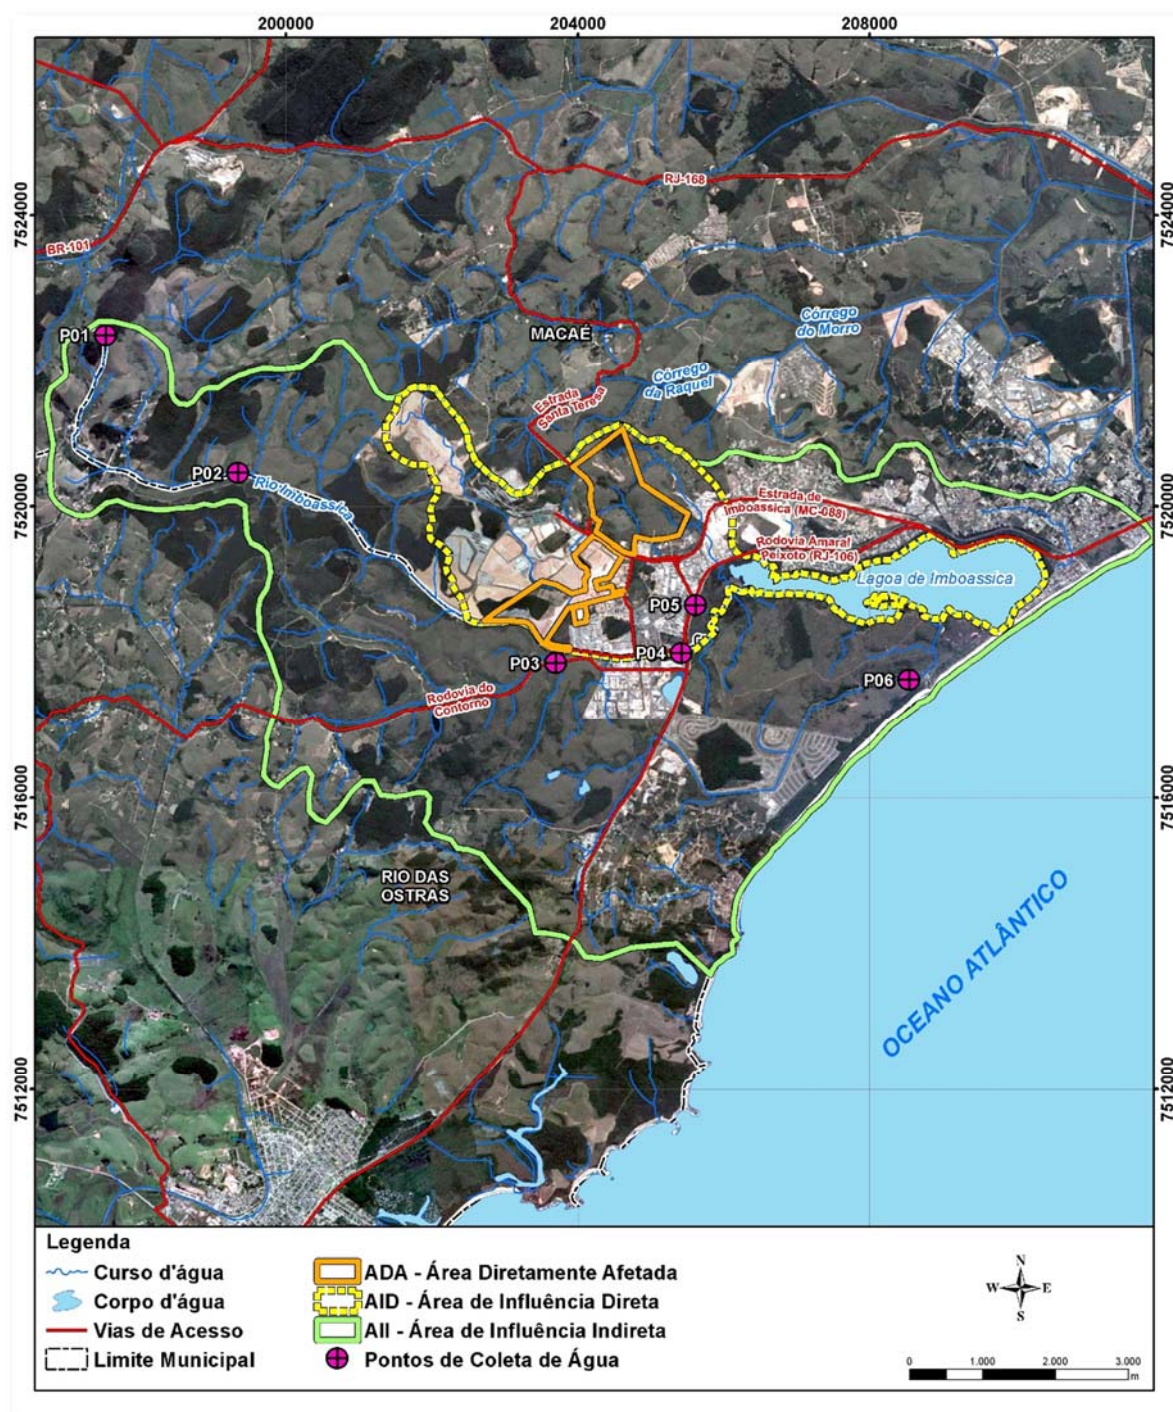 200000
204000
208000
7524000
7524000
RJ-168
BR-101
P01
MACAÉ
Córrego
do Morro
Córrego
da Raquel
Estrada
Santa Teresa
P02
Rio Imboassica
7520000
7520000
Estrada de
Imboassica (MC-088)
Rodovia Amaral
Peixoto (RJ-106)
Lagoa de Imboassica
P05
P04
P03
P06
Rodovia do
Contorno
7516000
7516000
RIO DAS
OSTRAS
OCEANO ATLÂNTICO
7512000
7512000
Legenda
Curso d'água
Corpo d'água
Vias de Acesso
Limite Municipal
ADA - Área Diretamente Afetada
AID - Área de Influência Direta
AII - Área de Influência Indireta
Pontos de Coleta de Água
N
W E
S
0 1.000 2.000 3.000
m